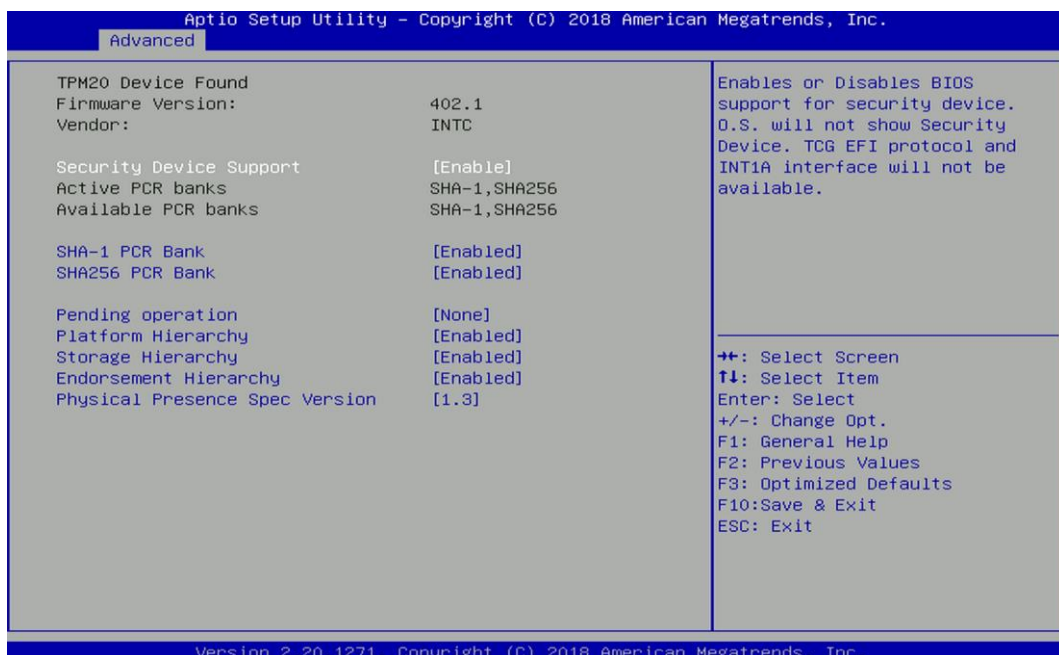 Aptio Setup Utility – Copyright (C) 2018 American Megatrends, Inc.
Advanced
TPM20 Device Found
Firmware Version: 402.1
Vendor: INTC
Security Device Support [Enable]
Active PCR banks SHA-1,SHA256
Available PCR banks SHA-1,SHA256
SHA-1 PCR Bank [Enabled]
SHA256 PCR Bank [Enabled]
Pending operation [None]
Platform Hierarchy [Enabled]
Storage Hierarchy [Enabled]
Endorsement Hierarchy [Enabled]
Physical Presence Spec Version [1.3]
Enables or Disables BIOS
support for security device.
O.S. will not show Security
Device. TCG EFI protocol and
INT1A interface will not be
available.
→←: Select Screen
↑↓: Select Item
Enter: Select
+/-: Change Opt.
F1: General Help
F2: Previous Values
F3: Optimized Defaults
F10:Save & Exit
ESC: Exit
Version 2.20.1271. Copyright (C) 2018 American Megatrends, Inc.